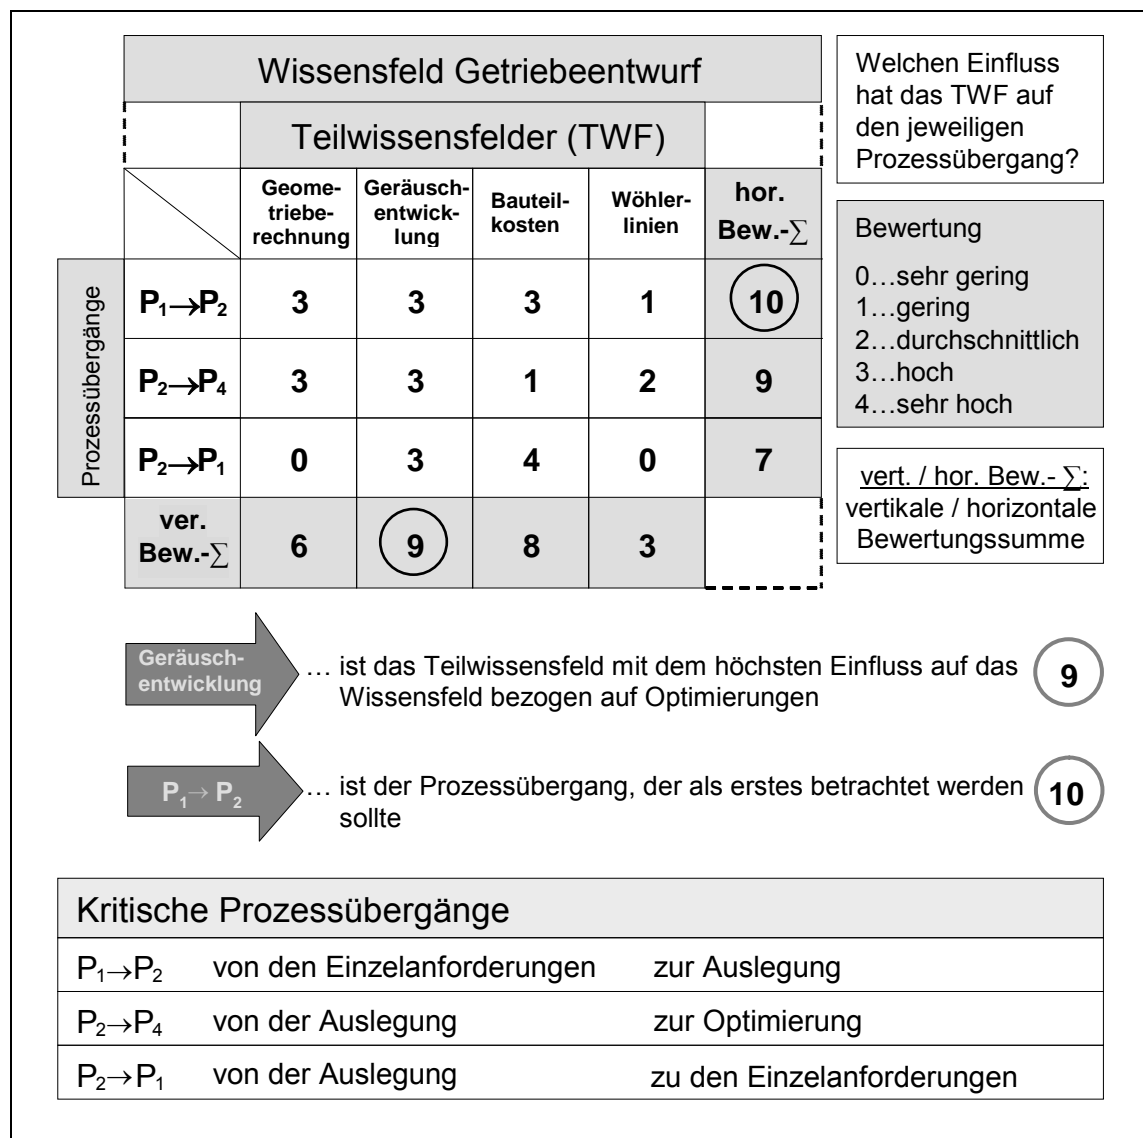 Wissensfeld Getriebeentwurf
Teilwissensfelder (TWF)
Geome-
triebe-
rechnung
Geräusch-
entwick-
lung
Bauteil-
kosten
Wöhler-
linien
hor.
Bew.-∑
Prozessübergänge
P₁→P₂ 3 3 3 1 10
P₂→P₄ 3 3 1 2 9
P₂→P₁ 0 3 4 0 7
ver.
Bew.-∑ 6 9 8 3
Welchen Einfluss
hat das TWF auf
den jeweiligen
Prozessübergang?
Bewertung
0…sehr gering
1…gering
2…durchschnittlich
3…hoch
4…sehr hoch
vert. / hor. Bew.- ∑:
vertikale / horizontale
Bewertungssumme
Geräusch-
entwicklung
… ist das Teilwissensfeld mit dem höchsten Einfluss auf das
Wissensfeld bezogen auf Optimierungen
9
P₁→ P₂
… ist der Prozessübergang, der als erstes betrachtet werden
sollte
10
Kritische Prozessübergänge
P₁→P₂ von den Einzelanforderungen zur Auslegung
P₂→P₄ von der Auslegung zur Optimierung
P₂→P₁ von der Auslegung zu den Einzelanforderungen